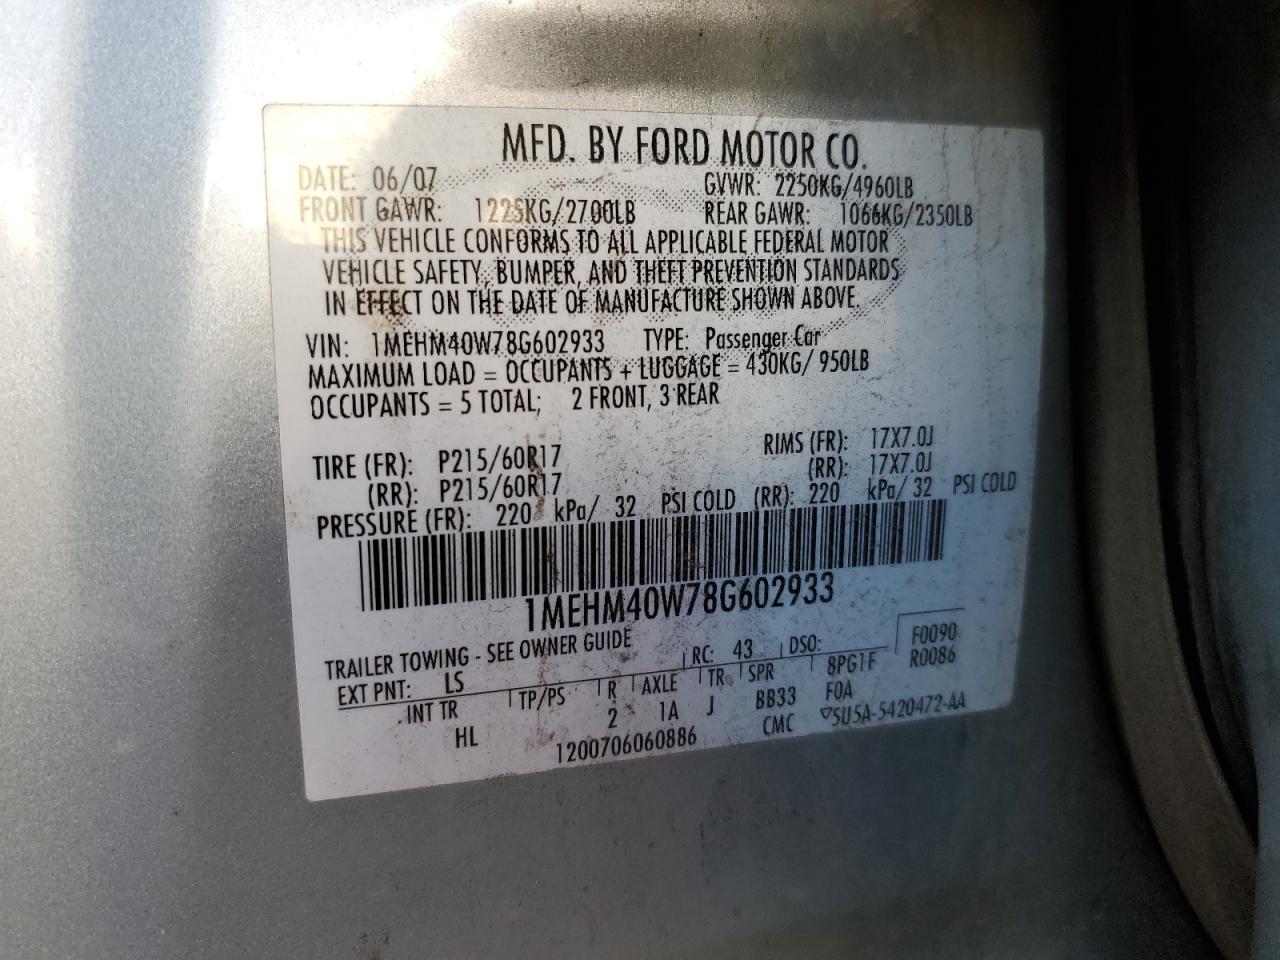 MFD. BY FORD MOTOR CO.
DATE: 06/07 GVWR: 2250KG/4960LB
FRONT GAWR: 1225KG/2700LB REAR GAWR: 1066KG/2350LB
THIS VEHICLE CONFORMS TO ALL APPLICABLE FEDERAL MOTOR
VEHICLE SAFETY, BUMPER, AND THEFT PREVENTION STANDARDS
IN EFFECT ON THE DATE OF MANUFACTURE SHOWN ABOVE.
VIN: 1MEHM40W78G602933 TYPE: Passenger Car
MAXIMUM LOAD = OCCUPANTS + LUGGAGE = 430KG/ 950LB
OCCUPANTS = 5 TOTAL; 2 FRONT, 3 REAR
TIRE (FR): P215/60R17 RIMS (FR): 17X7.0J
(RR): P215/60R17 (RR): 17X7.0J
PRESSURE (FR): 220 kPa/ 32 PSI COLD (RR): 220 kPa/ 32 PSI COLD
1MEHM40W78G602933
TRAILER TOWING - SEE OWNER GUIDE
EXT PNT: LS RC: 43 DSO: F0090
INT TR TP/PS R AXLE TR SPR 8PG1F R0086
HL 2 1A J BB33 F0A
1200706060886 CMC ▽5U5A-5420472-AA